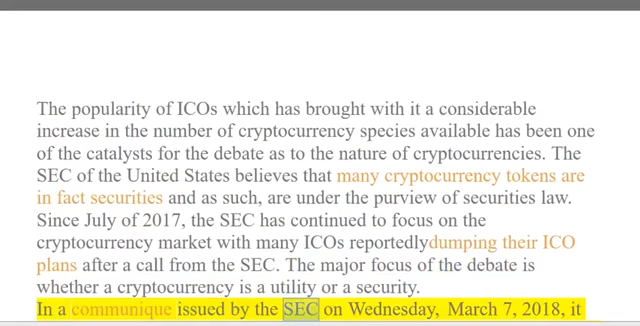 The popularity of ICOs which has brought with it a considerable
increase in the number of cryptocurrency species available has been one
of the catalysts for the debate as to the nature of cryptocurrencies. The
SEC of the United States believes that many cryptocurrency tokens are
in fact securities and as such, are under the purview of securities law.
Since July of 2017, the SEC has continued to focus on the
cryptocurrency market with many ICOs reportedlydumping their ICO
plans after a call from the SEC. The major focus of the debate is
whether a cryptocurrency is a utility or a security.
In a communique issued by the SEC on Wednesday, March 7, 2018, it